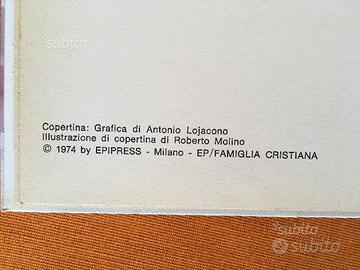 Copertina: Grafica di Antonio Lojacono
Illustrazione di copertina di Roberto Molino
© 1974 by EPIPRESS - Milano - EP/FAMIGLIA CRISTIANA
subito
subito